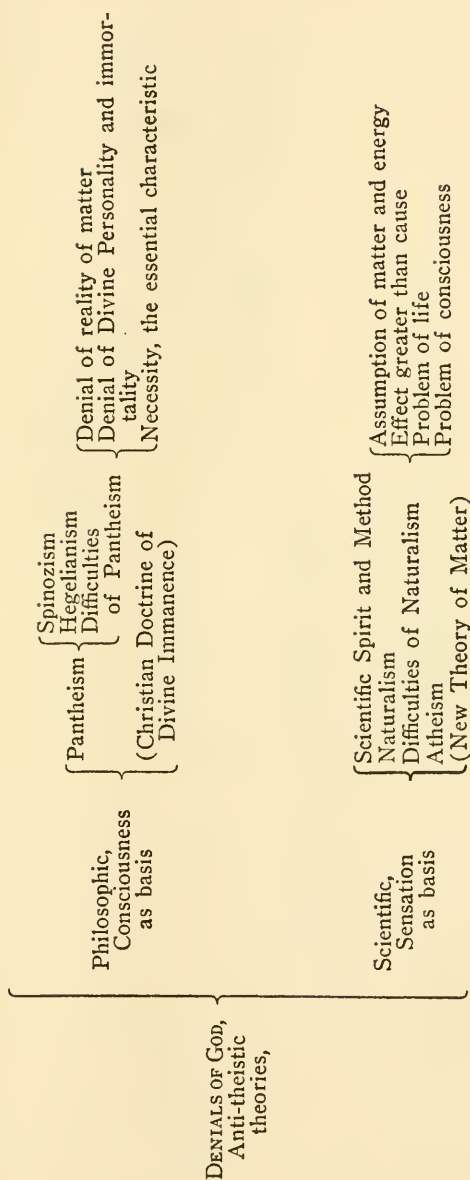 DENIALS OF GOD,
Anti-theistic
theories,
Philosophic,
Consciousness
as basis
Pantheism
Spinozism
Hegelianism
Difficulties
of Pantheism
(Christian Doctrine of
Divine Immanence)
Denial of reality of matter
Denial of Divine Personality and immor-
tality
Necessity, the essential characteristic
Scientific,
Sensation
as basis
Scientific Spirit and Method
Naturalism
Difficulties of Naturalism
Atheism
(New Theory of Matter)
Assumption of matter and energy
Effect greater than cause
Problem of life
Problem of consciousness